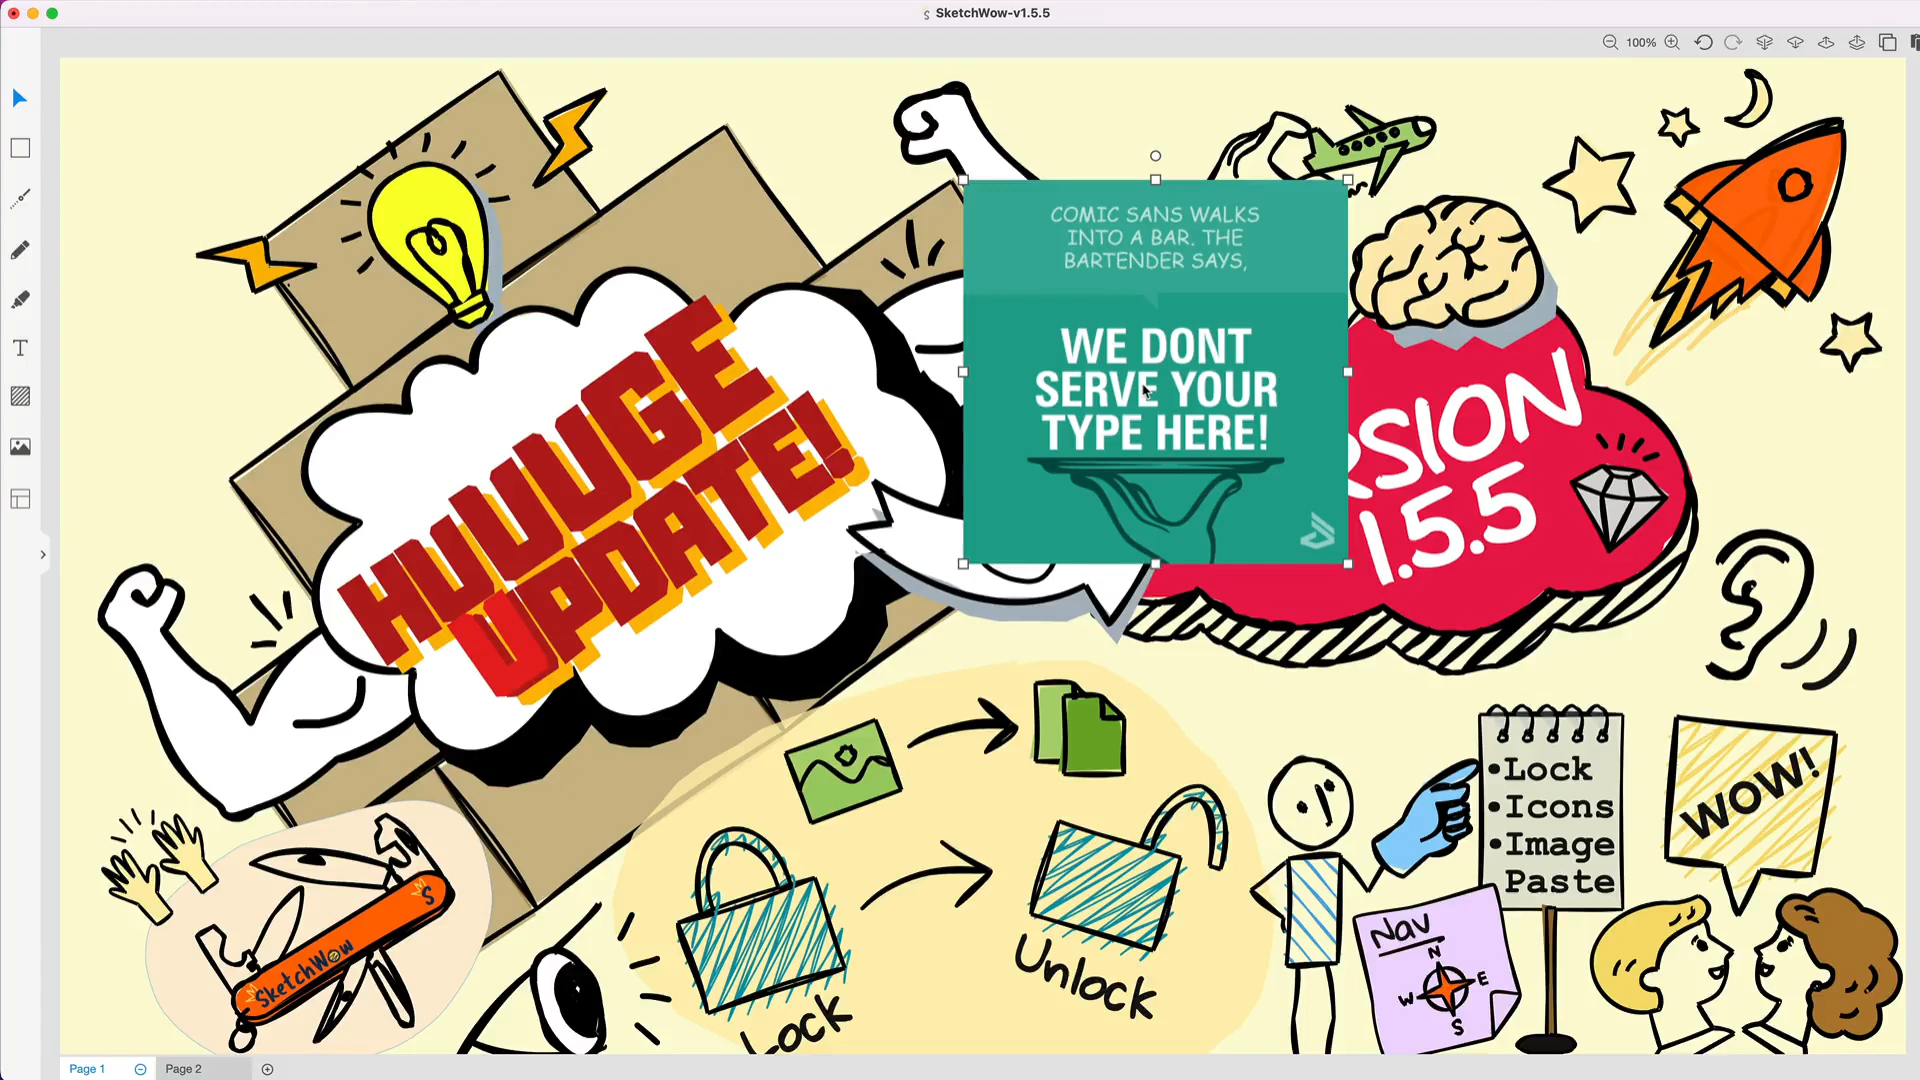 SketchWow-v1.5.5
100%
COMIC SANS WALKS
INTO A BAR. THE
BARTENDER SAYS,
WE DONT
SERVE YOUR
TYPE HERE!
HUUUGE
UPDATE!
RSION
1.5.5
•Lock
•Icons
•Image
Paste
WOW!
Nav
N
E
W
S
S
SketchWow
Lock
Unlock
Page 1
Page 2